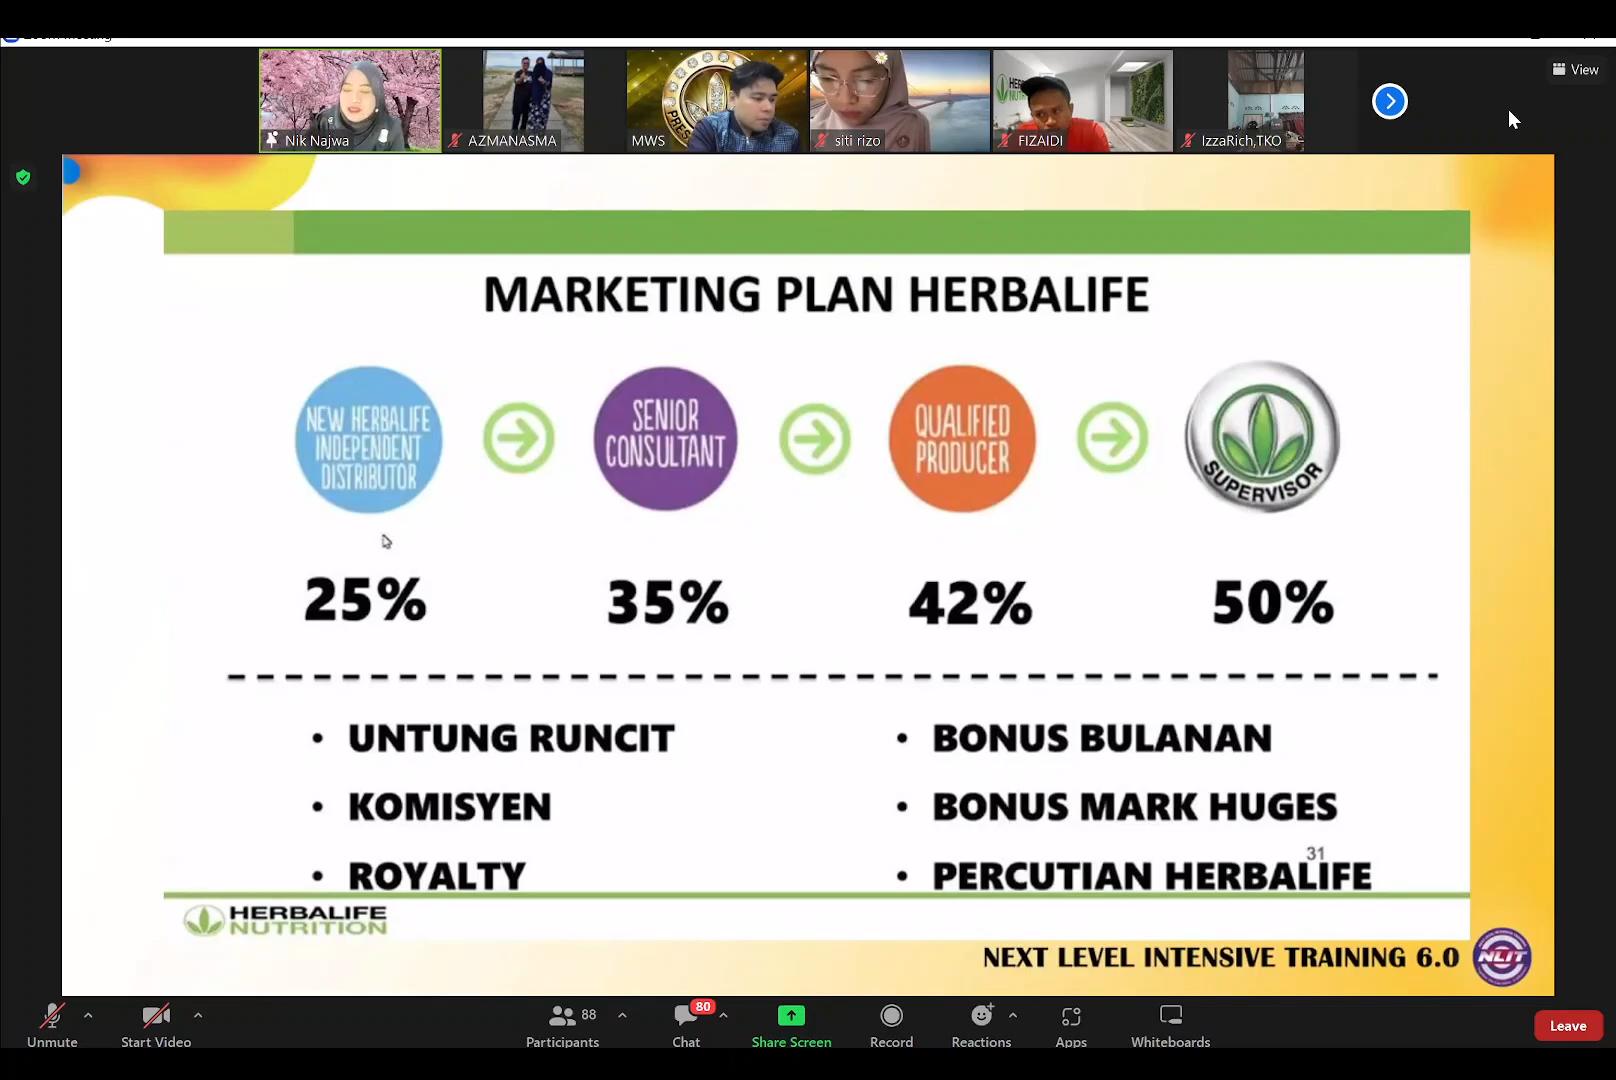 Nik Najwa
AZMANASMA
MWS
siti rizo
FIZAIDI
IzzaRich,TKO
View
MARKETING PLAN HERBALIFE
NEW HERBALIFE
INDEPENDENT
DISTRIBUTOR
SENIOR
CONSULTANT
QUALIFIED
PRODUCER
SUPERVISOR
25%
35%
42%
50%
• UNTUNG RUNCIT
• KOMISYEN
• ROYALTY
• BONUS BULANAN
• BONUS MARK HUGES
• PERCUTIAN HERBALIFE
31
HERBALIFE
NUTRITION
NEXT LEVEL INTENSIVE TRAINING 6.0
NLIT
Unmute
Start Video
88
Participants
80
Chat
Share Screen
Record
Reactions
Apps
Whiteboards
Leave